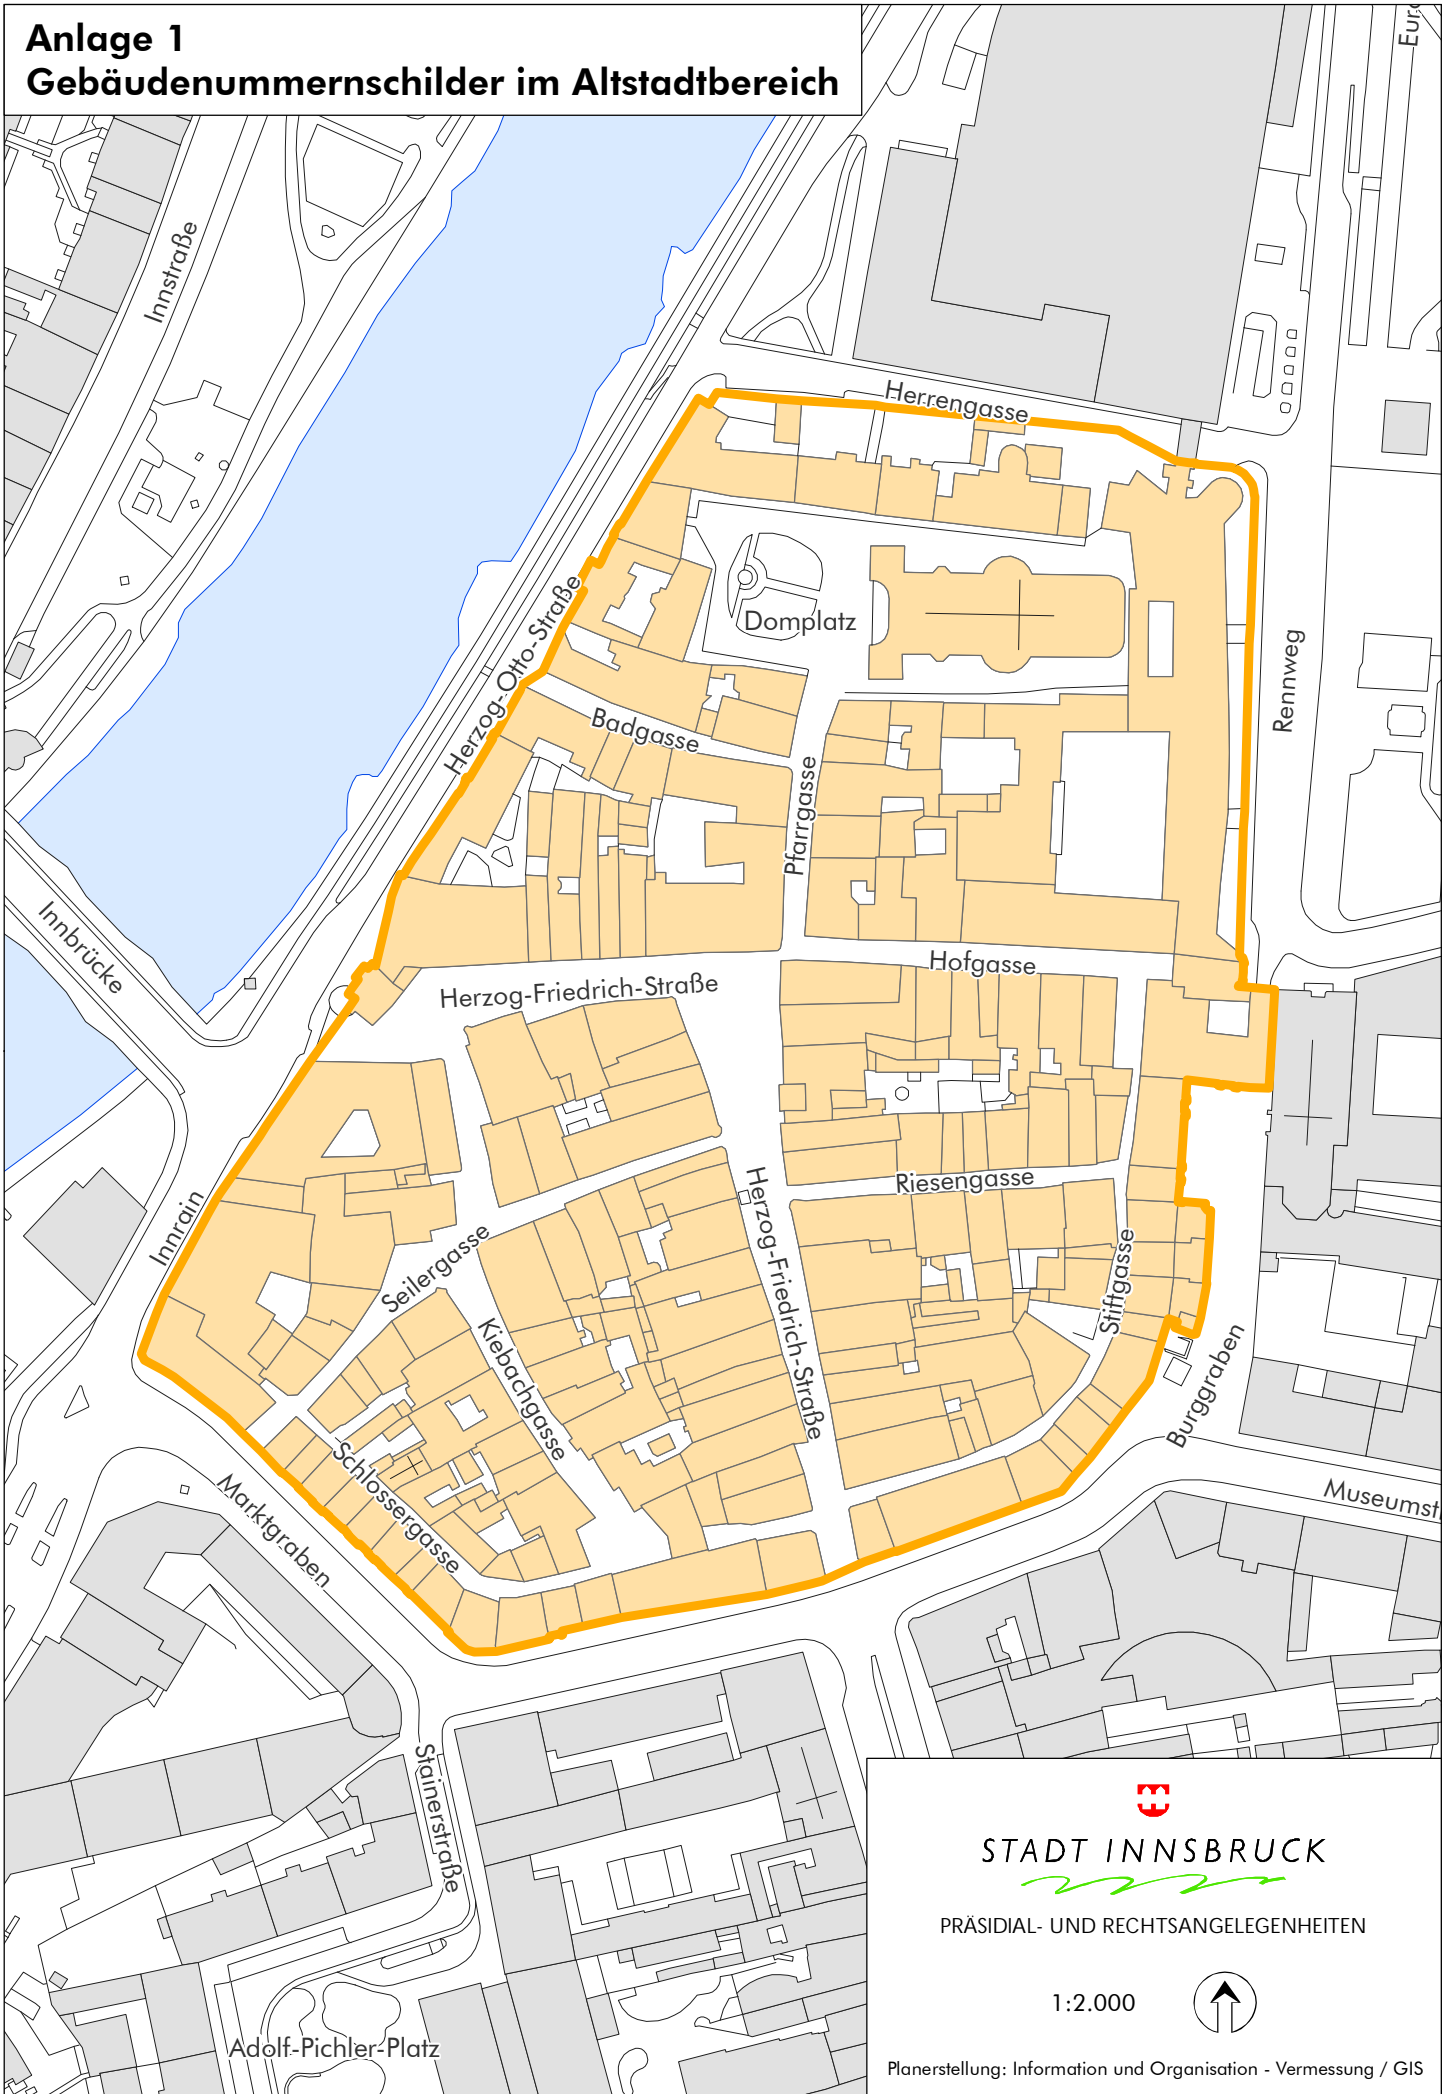 Anlage 1
Gebäudenummernschilder im Altstadtbereich
Innstraße
Herrengasse
Herzog-Otto-Straße
Domplatz
Rennweg
Badgasse
Pfarrgasse
Innbrücke
Hofgasse
Herzog-Friedrich-Straße
Riesengasse
Innrain
Seilergasse
Herzog-Friedrich-Straße
Stiftgasse
Kiebachgasse
Burggraben
Schlossergasse
Marktgraben
Museumst
Stainerstraße
Adolf-Pichler-Platz
STADT INNSBRUCK
PRÄSIDIAL- UND RECHTSANGELEGENHEITEN
1:2.000
Planerstellung: Information und Organisation - Vermessung / GIS